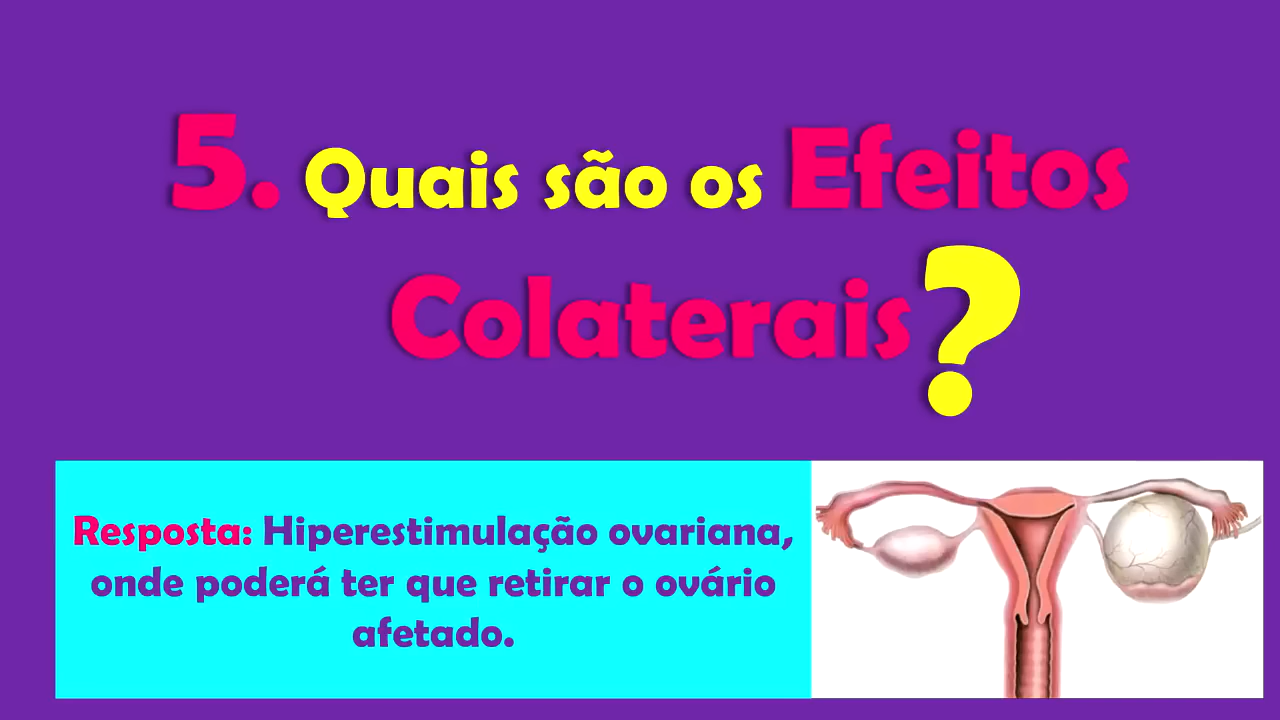 5. Quais são os Efeitos
Colaterais?
Resposta: Hiperestimulação ovariana,
onde poderá ter que retirar o ovário
afetado.